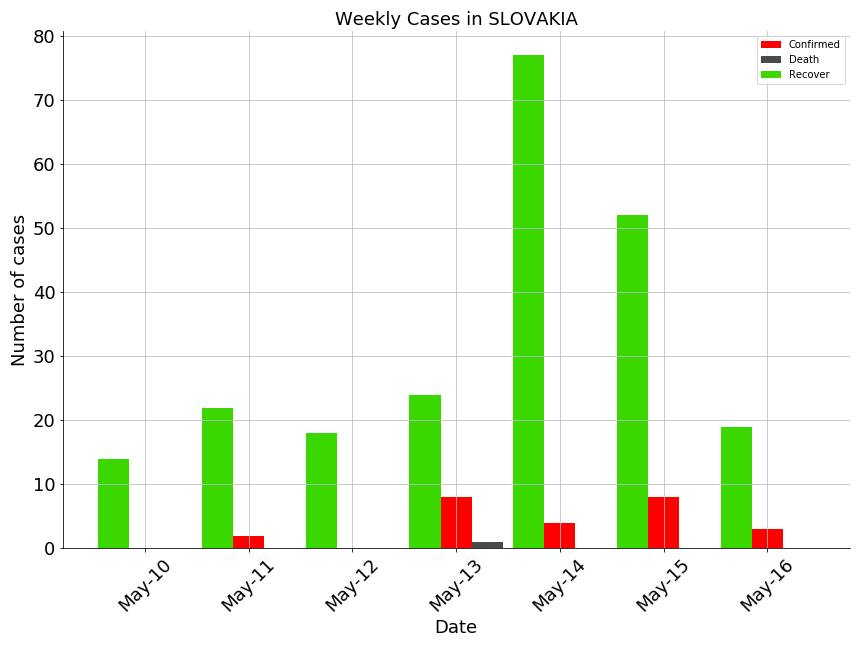 Weekly Cases in SLOVAKIA
Confirmed
Death
Recover
Number of cases
80
70
60
50
40
30
20
10
0
May-10
May-11
May-12
May-13
May-14
May-15
May-16
Date